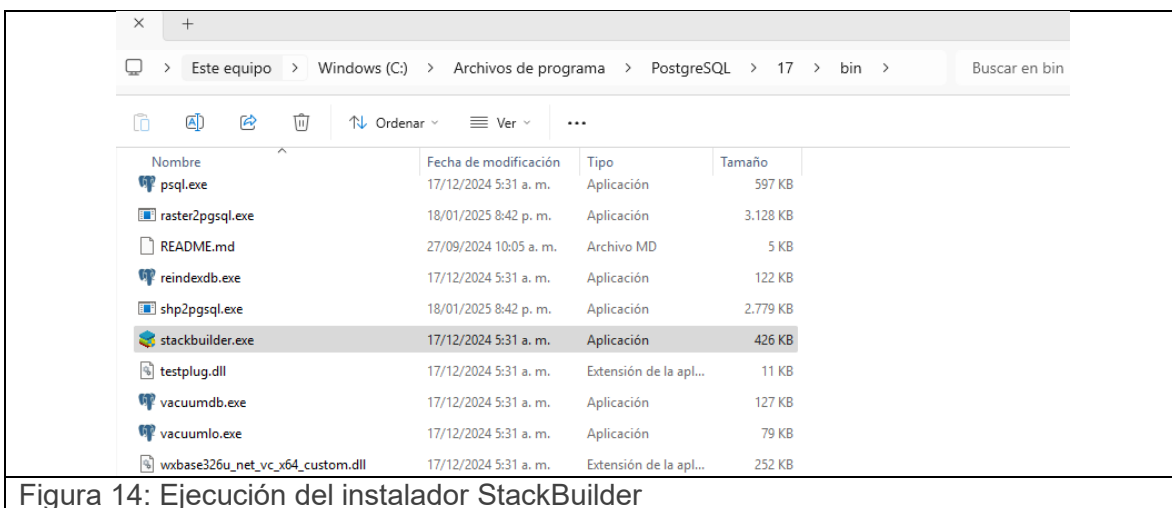 Este equipo > Windows (C:) > Archivos de programa > PostgreSQL > 17 > bin > Buscar en bin
Ordenar Ver ...
Nombre Fecha de modificación Tipo Tamaño
psql.exe 17/12/2024 5:31 a. m. Aplicación 597 KB
raster2pgsql.exe 18/01/2025 8:42 p. m. Aplicación 3.128 KB
README.md 27/09/2024 10:05 a. m. Archivo MD 5 KB
reindexdb.exe 17/12/2024 5:31 a. m. Aplicación 122 KB
shp2pgsql.exe 18/01/2025 8:42 p. m. Aplicación 2.779 KB
stackbuilder.exe 17/12/2024 5:31 a. m. Aplicación 426 KB
testplug.dll 17/12/2024 5:31 a. m. Extensión de la apl... 11 KB
vacuumdb.exe 17/12/2024 5:31 a. m. Aplicación 127 KB
vacuumlo.exe 17/12/2024 5:31 a. m. Aplicación 79 KB
wxbase326u_net_vc_x64_custom.dll 17/12/2024 5:31 a. m. Extensión de la apl... 252 KB
Figura 14: Ejecución del instalador StackBuilder